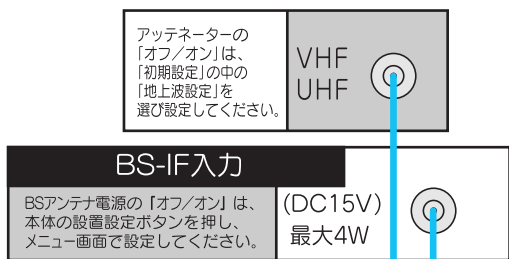 アッテネーターの
「オフ／オン」は、
「初期設定」の中の
「地上波設定」を
選び設定してください。
VHF
UHF
BS-IF入力
BSアンテナ電源の「オフ／オン」は、
本体の設置設定ボタンを押し、
メニュー画面で設定してください。
(DC15V)
最大4W